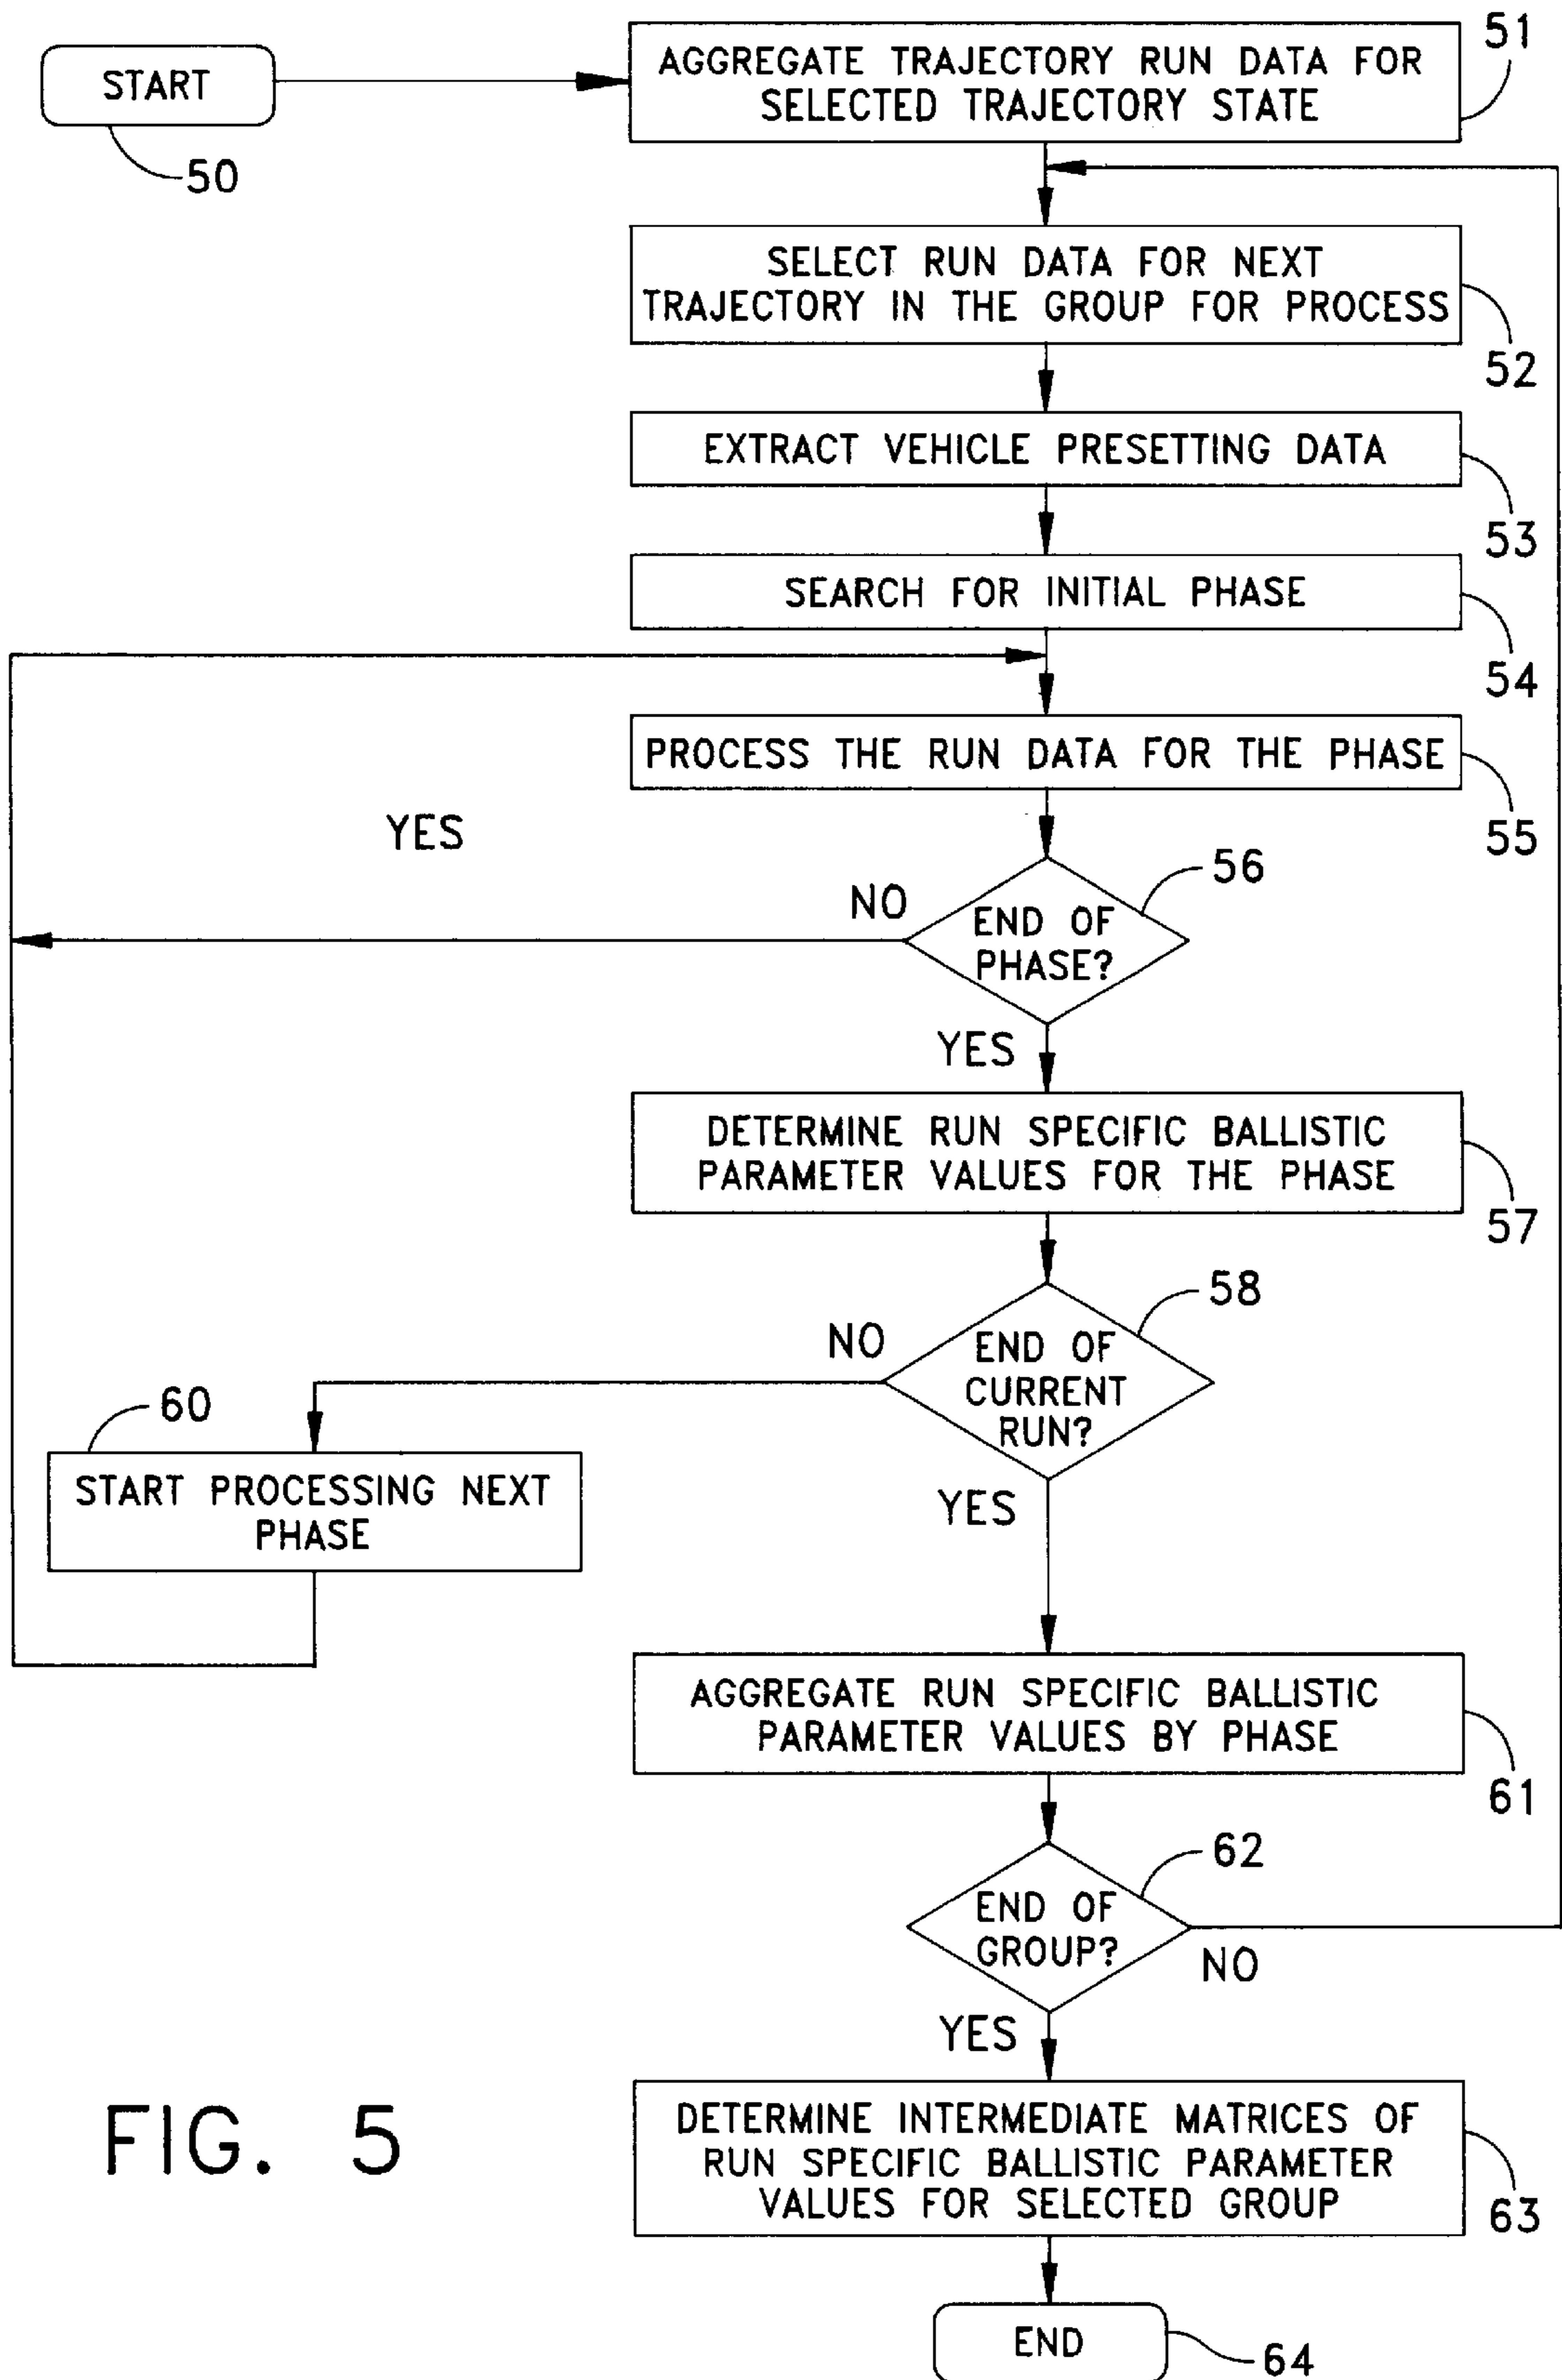 START
50
AGGREGATE TRAJECTORY RUN DATA FOR
SELECTED TRAJECTORY STATE
51
SELECT RUN DATA FOR NEXT
TRAJECTORY IN THE GROUP FOR PROCESS
52
EXTRACT VEHICLE PRESETTING DATA
53
SEARCH FOR INITIAL PHASE
54
PROCESS THE RUN DATA FOR THE PHASE
55
YES
NO
END OF
PHASE?
56
YES
DETERMINE RUN SPECIFIC BALLISTIC
PARAMETER VALUES FOR THE PHASE
57
NO
END OF
CURRENT
RUN?
58
60
START PROCESSING NEXT
PHASE
YES
AGGREGATE RUN SPECIFIC BALLISTIC
PARAMETER VALUES BY PHASE
61
END OF
GROUP?
62
NO
YES
DETERMINE INTERMEDIATE MATRICES OF
RUN SPECIFIC BALLISTIC PARAMETER
VALUES FOR SELECTED GROUP
63
END
64
FIG. 5